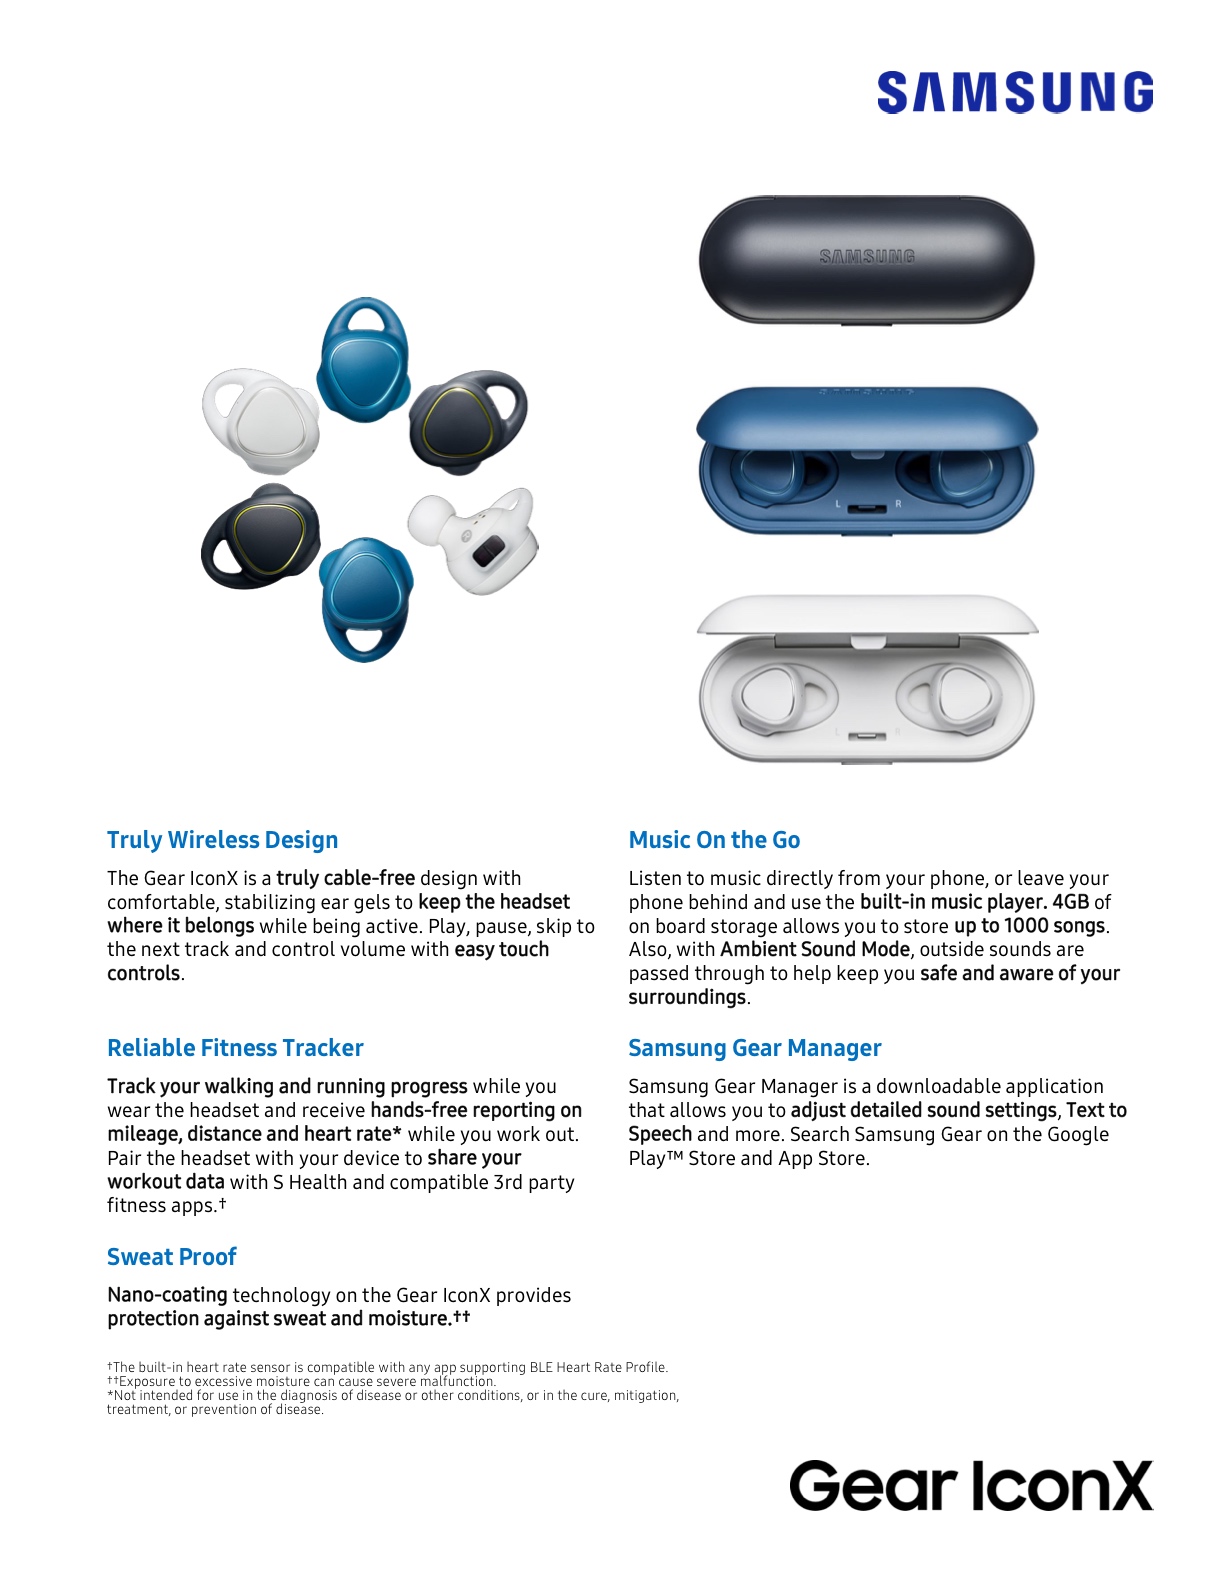 SAMSUNG
SAMSUNG
SAMSUNG
L R
L R
Truly Wireless Design
The Gear IconX is a truly cable-free design with
comfortable, stabilizing ear gels to keep the headset
where it belongs while being active. Play, pause, skip to
the next track and control volume with easy touch
controls.
Music On the Go
Listen to music directly from your phone, or leave your
phone behind and use the built-in music player. 4GB of
on board storage allows you to store up to 1000 songs.
Also, with Ambient Sound Mode, outside sounds are
passed through to help keep you safe and aware of your
surroundings.
Reliable Fitness Tracker
Track your walking and running progress while you
wear the headset and receive hands-free reporting on
mileage, distance and heart rate* while you work out.
Pair the headset with your device to share your
workout data with S Health and compatible 3rd party
fitness apps.†
Samsung Gear Manager
Samsung Gear Manager is a downloadable application
that allows you to adjust detailed sound settings, Text to
Speech and more. Search Samsung Gear on the Google
Play™ Store and App Store.
Sweat Proof
Nano-coating technology on the Gear IconX provides
protection against sweat and moisture.††
†The built-in heart rate sensor is compatible with any app supporting BLE Heart Rate Profile.
††Exposure to excessive moisture can cause severe malfunction.
*Not intended for use in the diagnosis of disease or other conditions, or in the cure, mitigation,
treatment, or prevention of disease.
Gear IconX